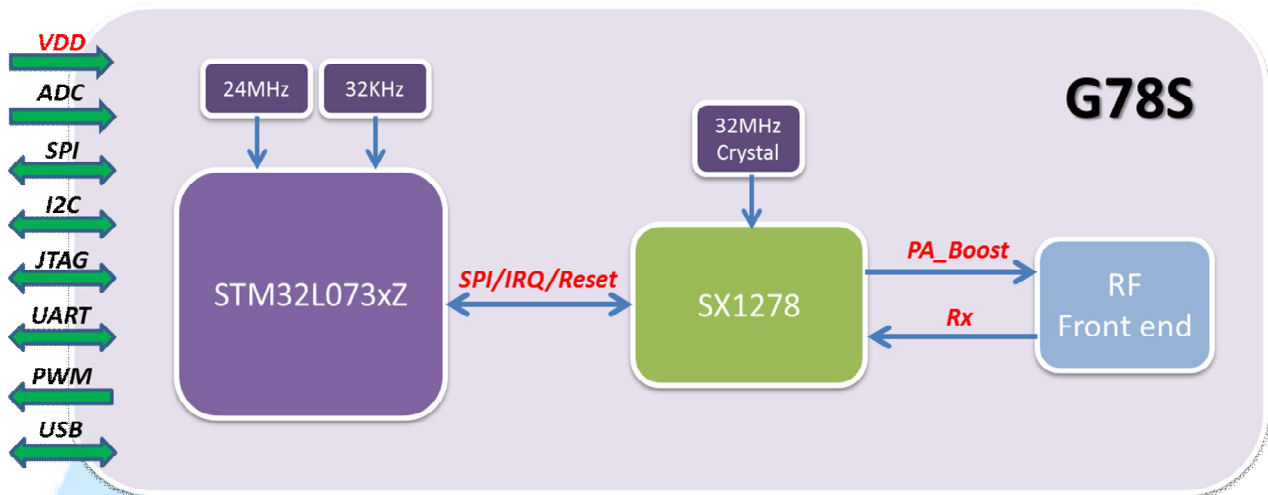 VDD
ADC
SPI
I2C
JTAG
UART
PWM
USB
24MHz
32KHz
STM32L073xZ
SPI/IRQ/Reset
32MHz
Crystal
SX1278
PA_Boost
Rx
RF
Front end
G78S